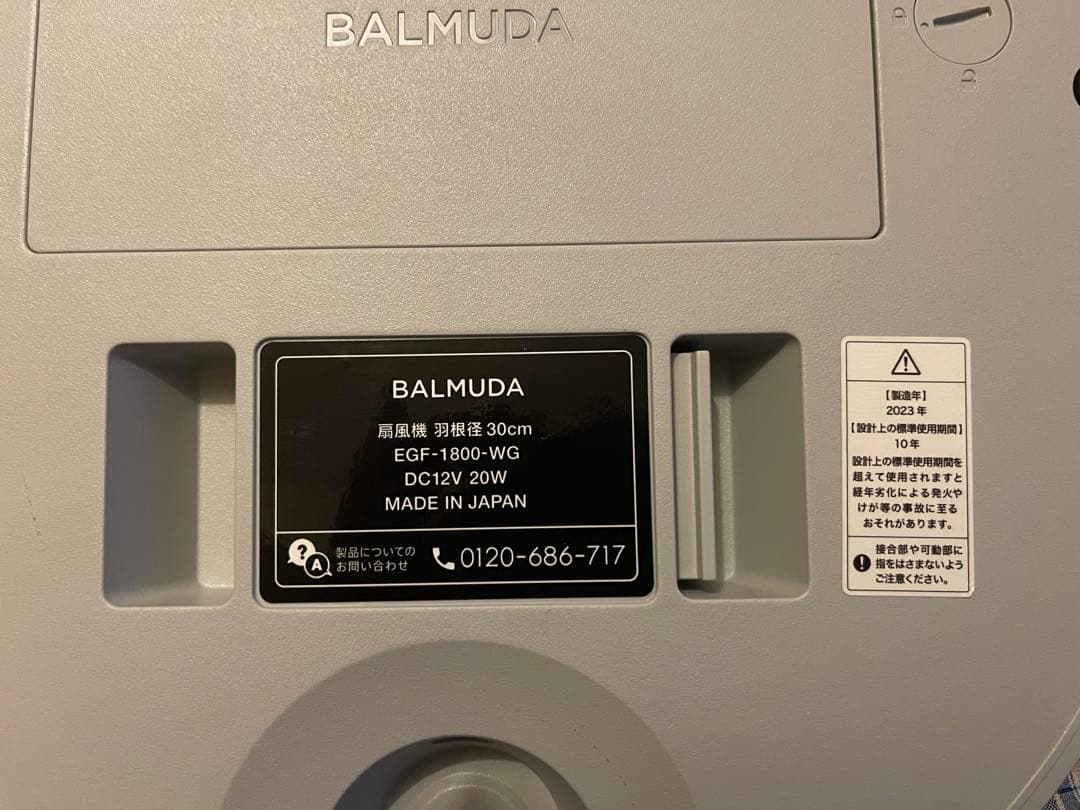 BALMUDA
BALMUDA
扇風機 羽根径30cm
EGF-1800-WG
DC12V 20W
MADE IN JAPAN
?
A
製品についての
お問い合わせ
0120-686-717
【製造年】
2023年
【設計上の標準使用期間】
10年
設計上の標準使用期間を
超えて使用されますと
経年劣化による発火や
けが等の事故に至る
おそれがあります。
接合部や可動部に
指をはさまないよう
ご注意ください。